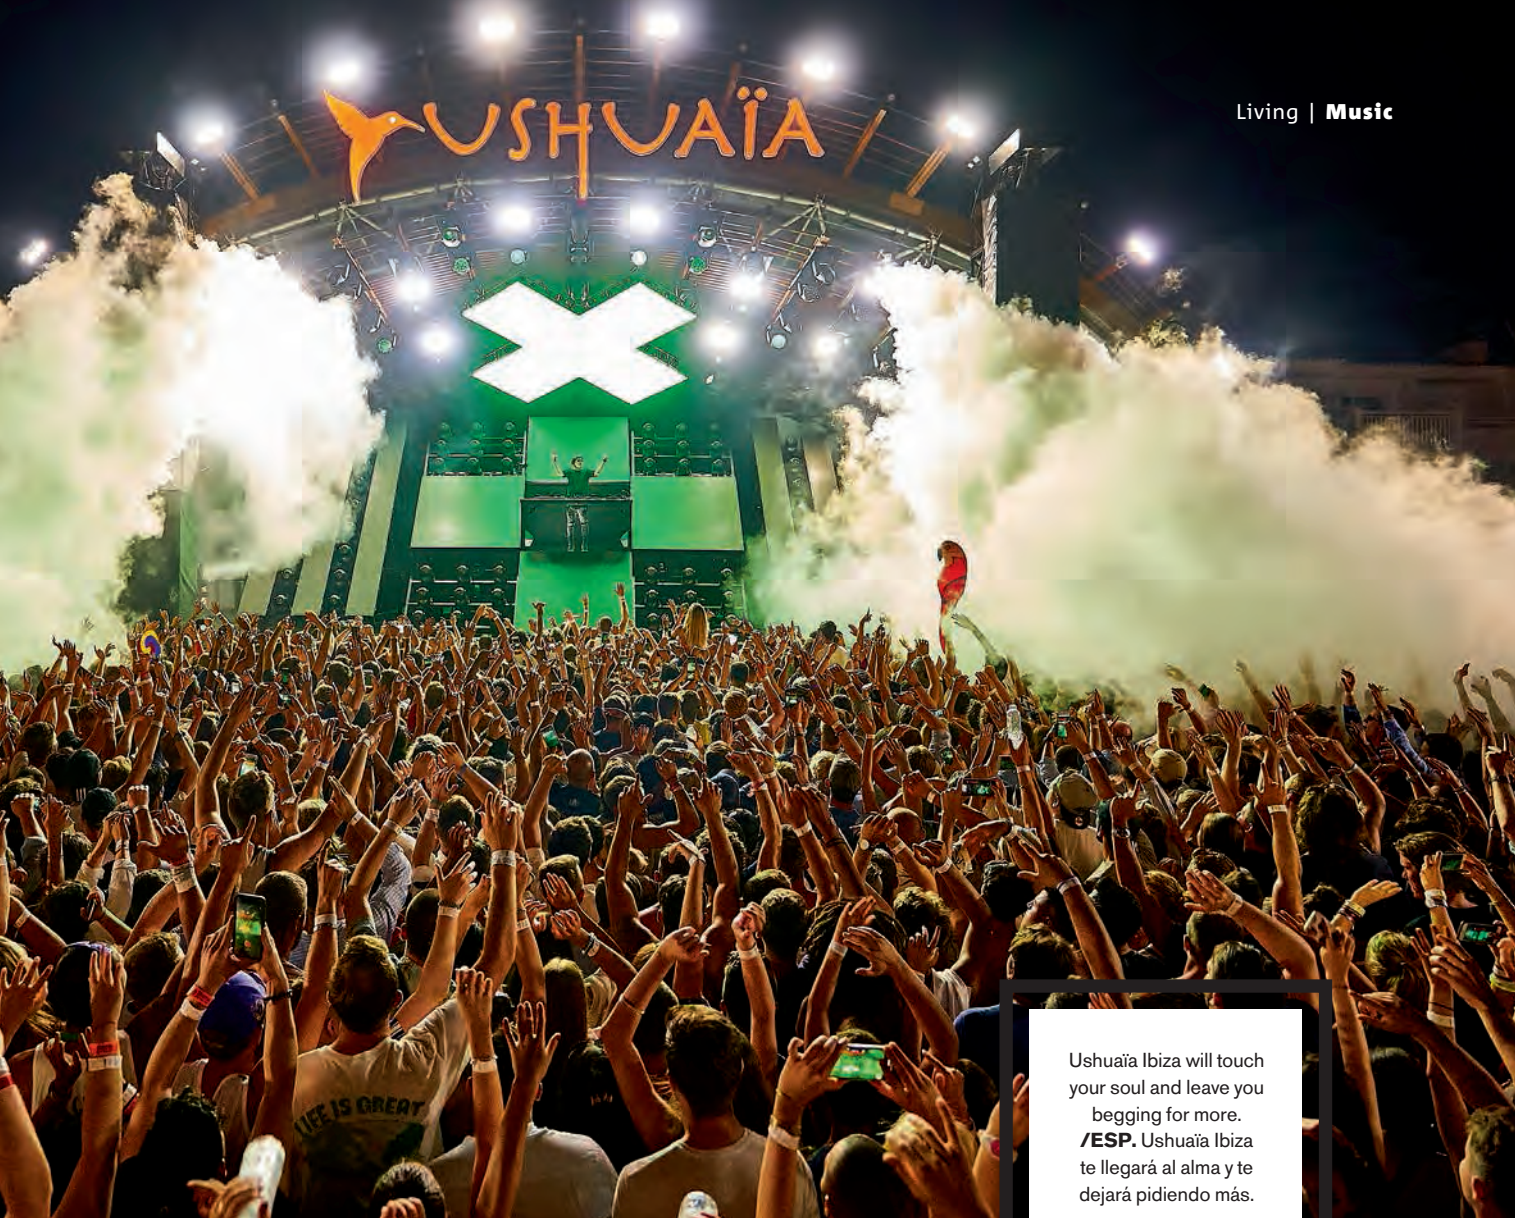 USHUAÏA
Living | Music
LIFE IS GREAT
Ushuaïa Ibiza will touch
your soul and leave you
begging for more.
/ESP. Ushuaïa Ibiza
te llegará al alma y te
dejará pidiendo más.